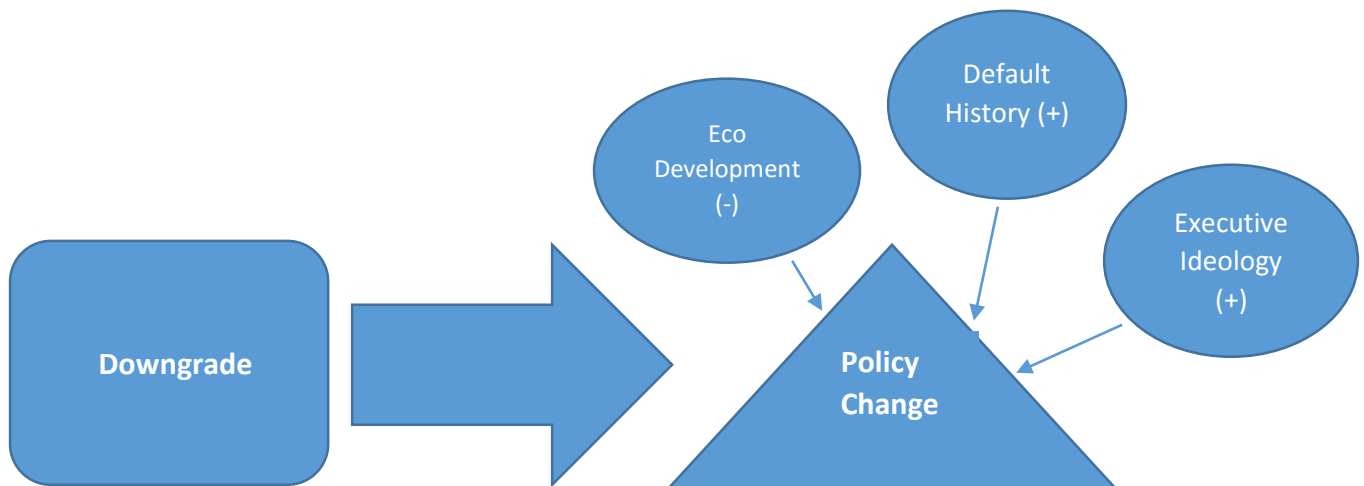 Downgrade
Eco
Development
(-)
Default
History (+)
Executive
Ideology
(+)
Policy
Change